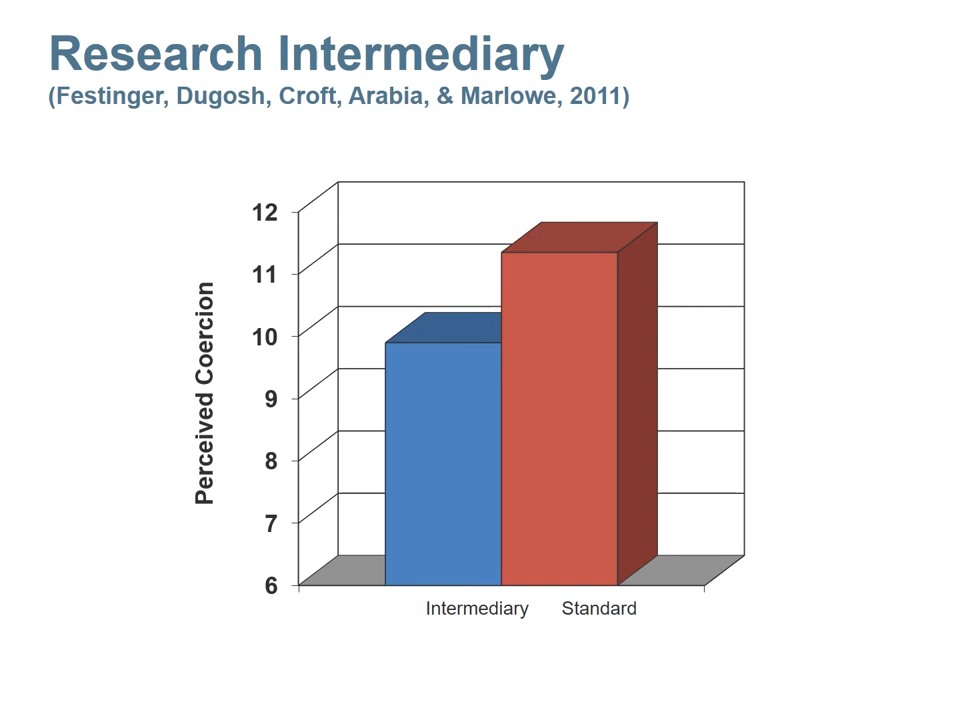 Research Intermediary
(Festinger, Dugosh, Croft, Arabia, & Marlowe, 2011)
12
11
10
9
8
7
6
Perceived Coercion
Intermediary Standard